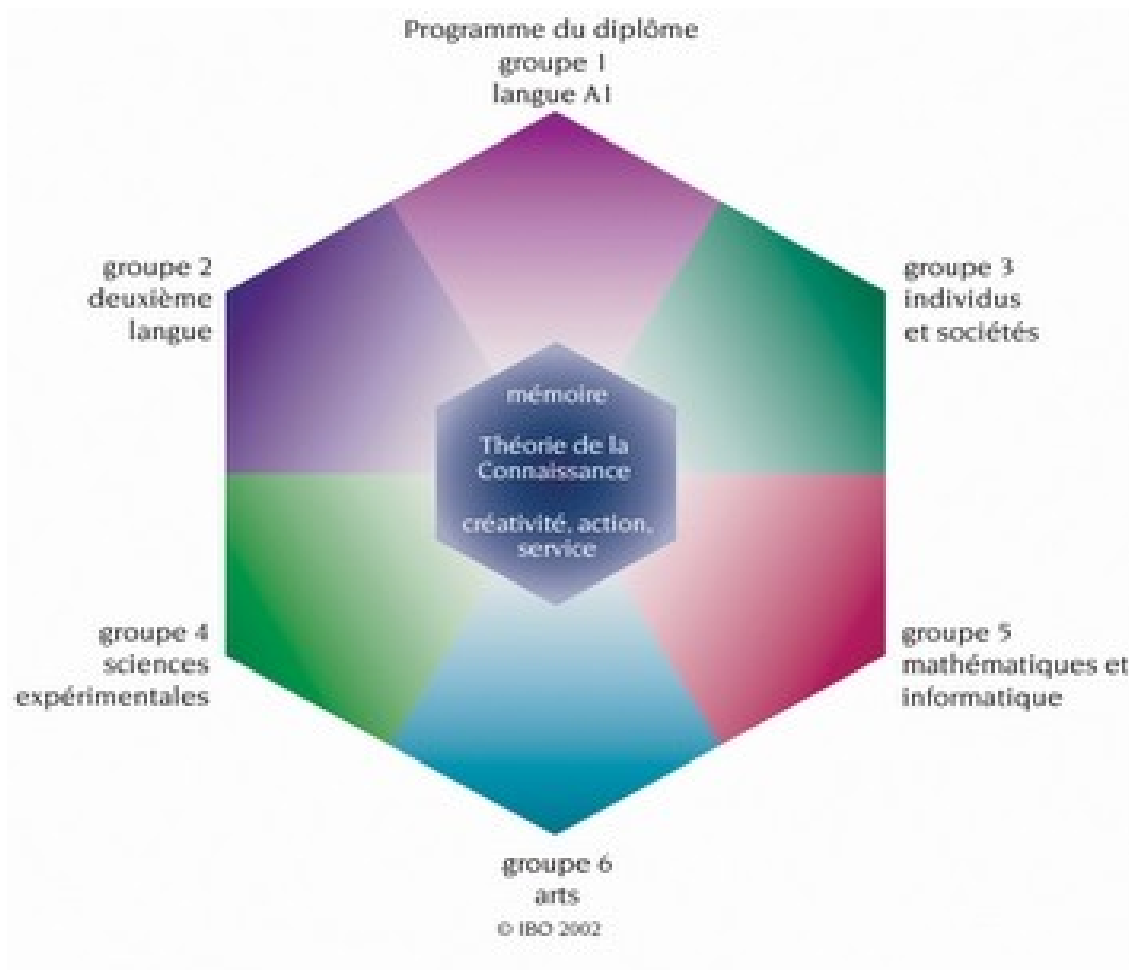 Programme du diplôme
groupe 1
langue A1
groupe 2
deuxième
langue
groupe 3
individus
et sociétés
mémoire
Théorie de la
Connaissance
créativité, action,
service
groupe 4
sciences
expérimentales
groupe 5
mathématiques et
informatique
groupe 6
arts
© IBO 2002